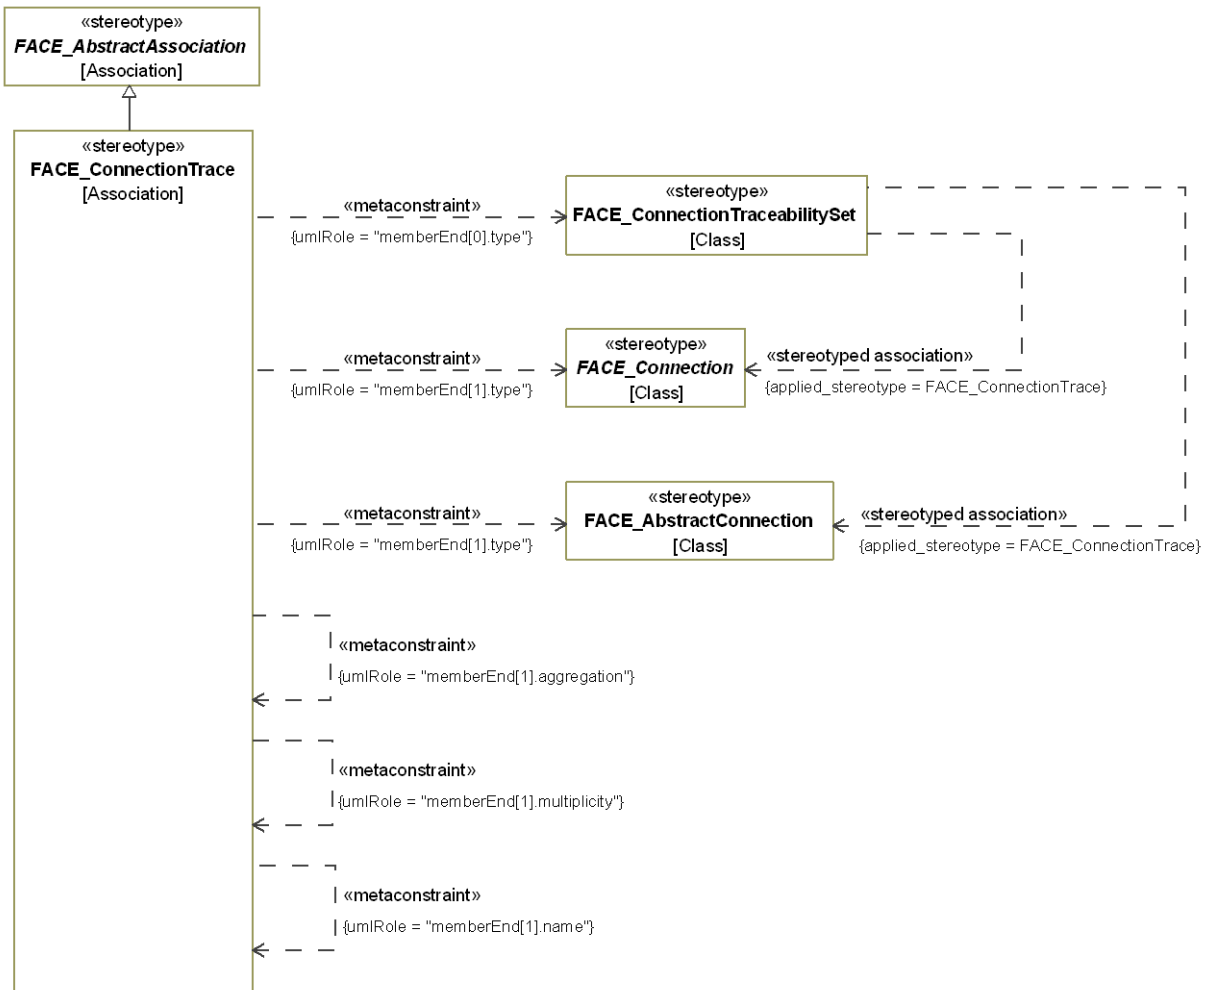 «stereotype»
FACE_AbstractAssociation
[Association]
«stereotype»
FACE_ConnectionTrace
[Association]
«metaconstraint»
{umlRole = "memberEnd[0].type"}
«stereotype»
FACE_ConnectionTraceabilitySet
[Class]
«metaconstraint»
{umlRole = "memberEnd[1].type"}
«stereotype»
FACE_Connection
[Class]
«stereotyped association»
{applied_stereotype = FACE_ConnectionTrace}
«metaconstraint»
{umlRole = "memberEnd[1].type"}
«stereotype»
FACE_AbstractConnection
[Class]
«stereotyped association»
{applied_stereotype = FACE_ConnectionTrace}
«metaconstraint»
{umlRole = "memberEnd[1].aggregation"}
«metaconstraint»
{umlRole = "memberEnd[1].multiplicity"}
«metaconstraint»
{umlRole = "memberEnd[1].name"}